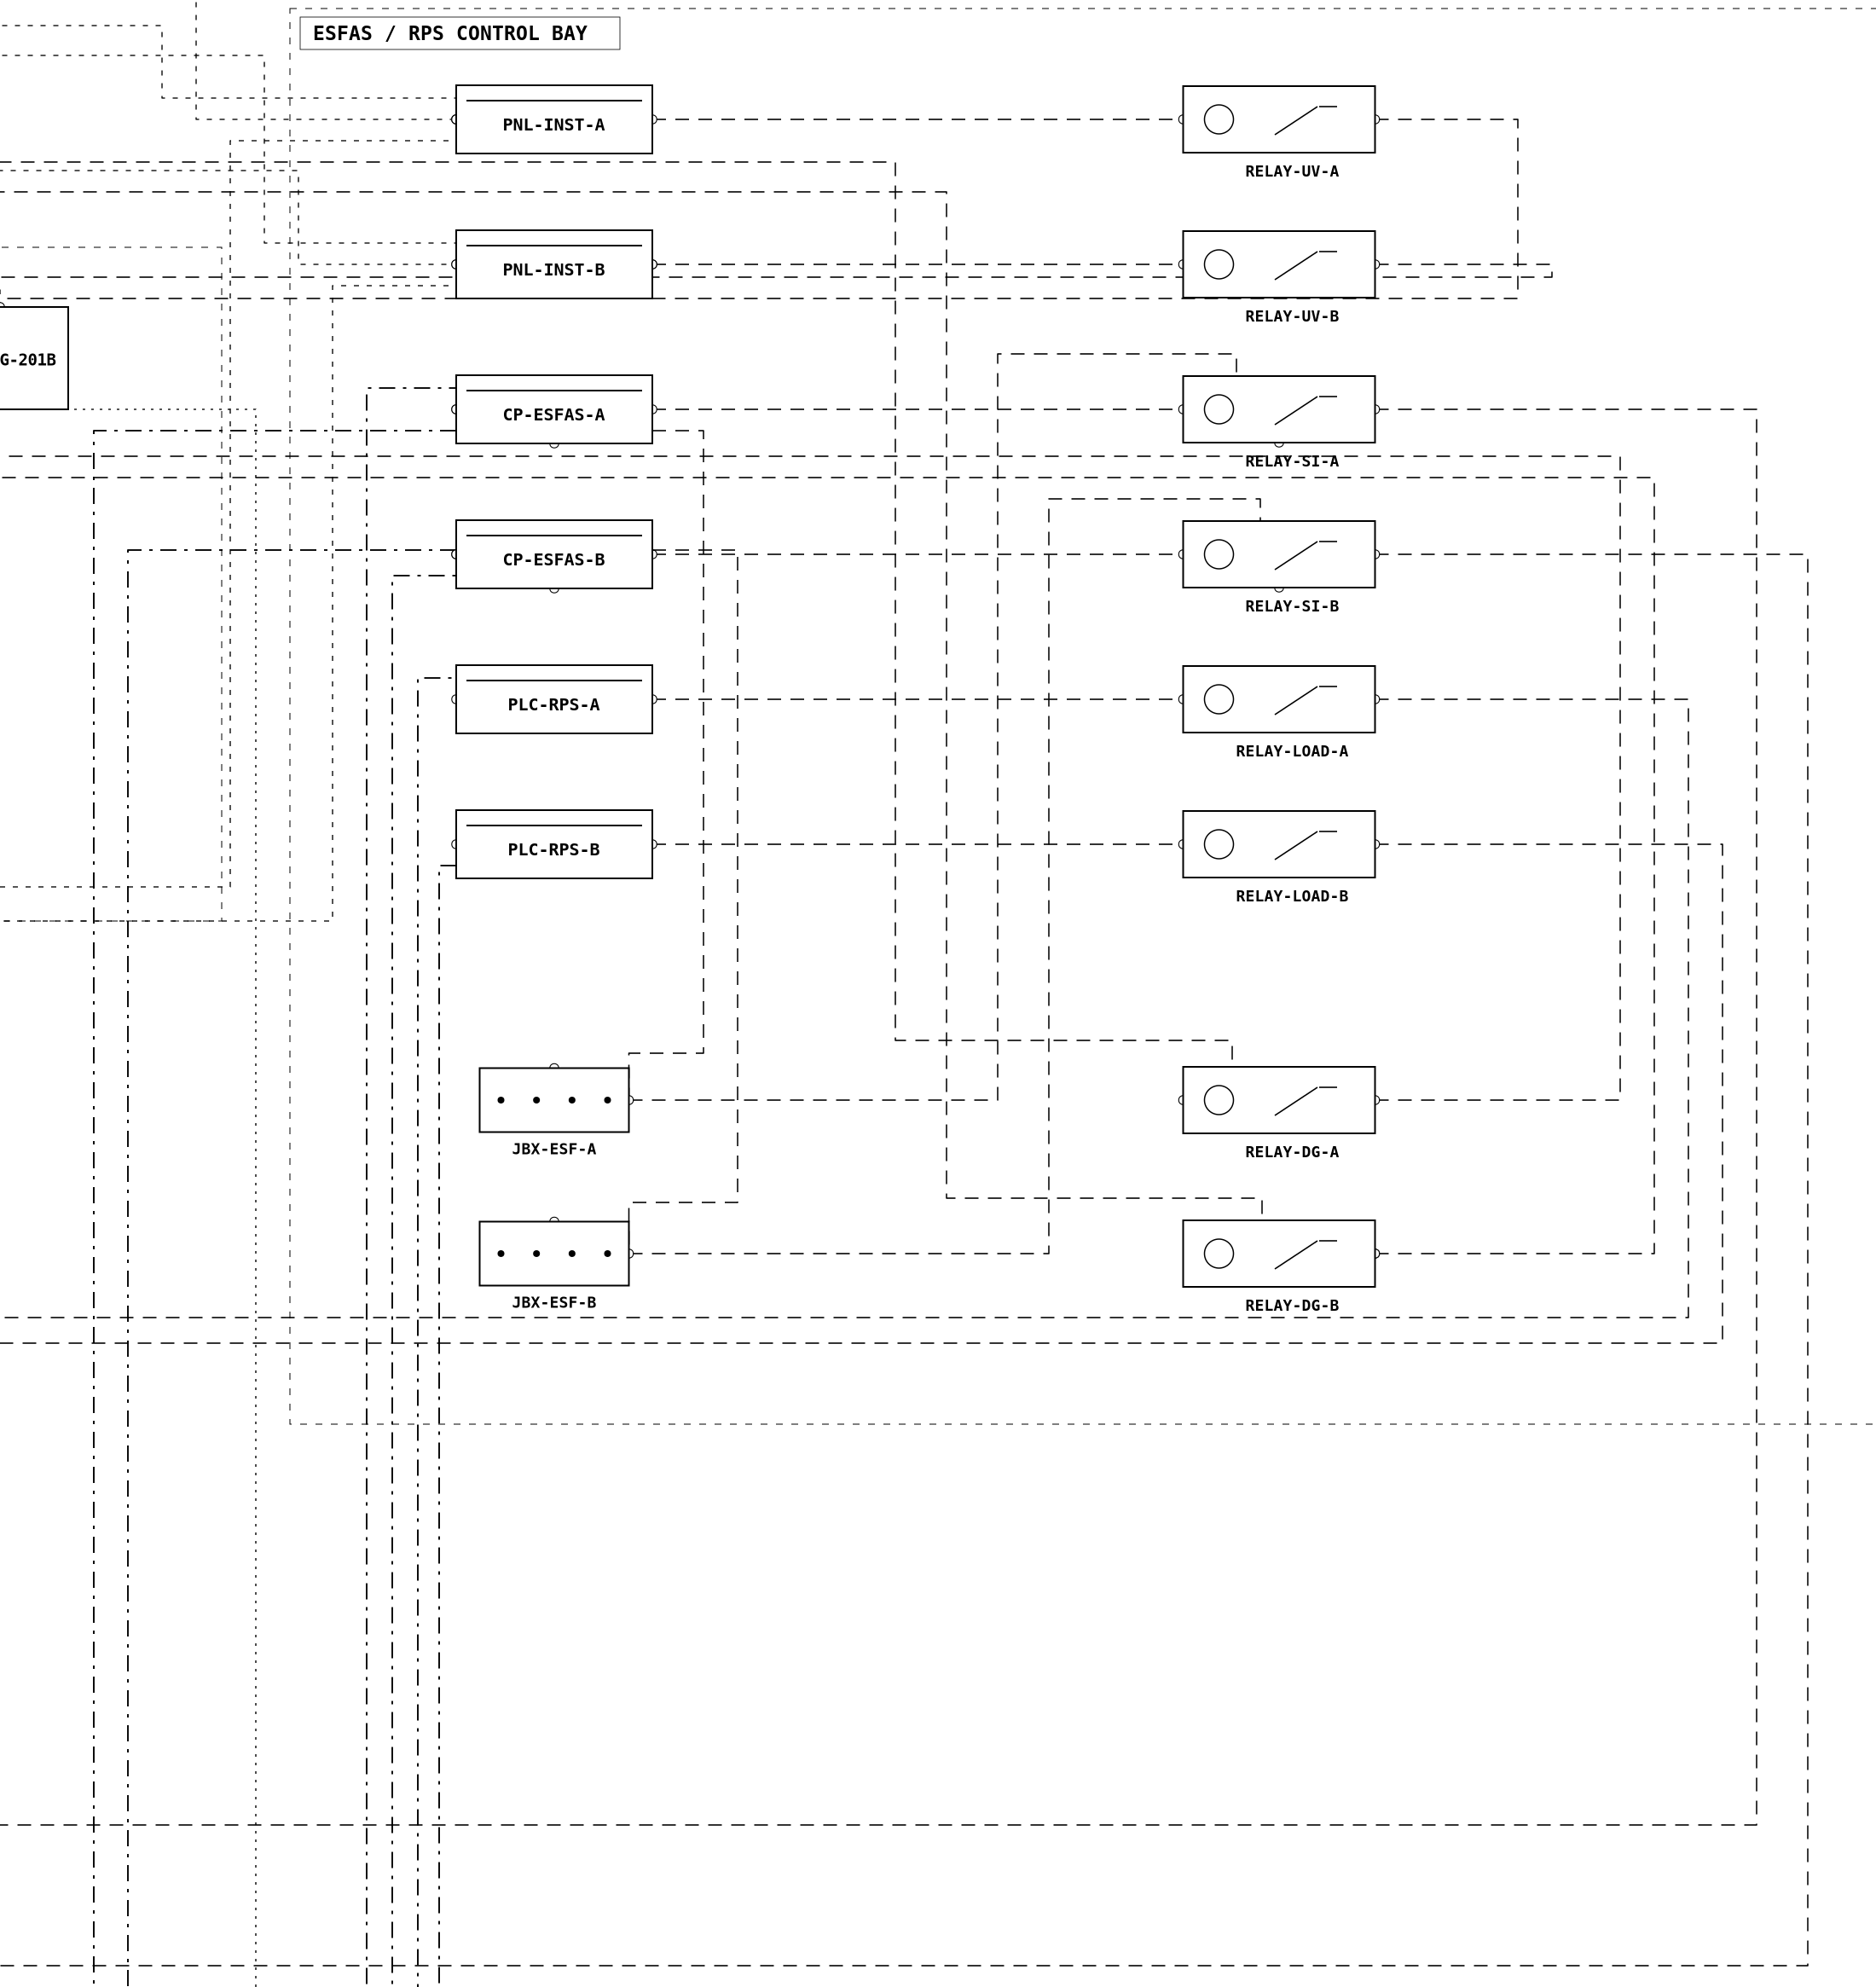 ESFAS / RPS CONTROL BAY
PNL-INST-A
RELAY-UV-A
PNL-INST-B
RELAY-UV-B
G-201B
CP-ESFAS-A
RELAY-SI-A
CP-ESFAS-B
RELAY-SI-B
PLC-RPS-A
RELAY-LOAD-A
PLC-RPS-B
RELAY-LOAD-B
JBX-ESF-A
RELAY-DG-A
JBX-ESF-B
RELAY-DG-B